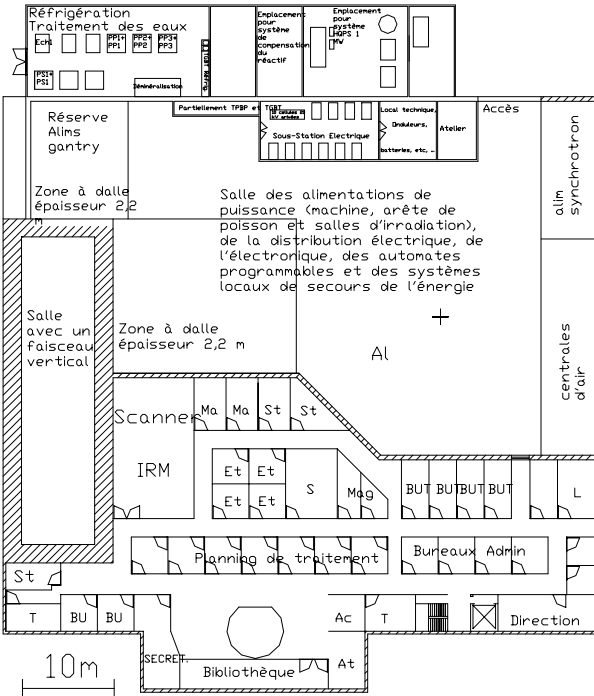 Réfrigération
Traitement des eaux
Ech1
PP1+
PP1
PP2+
PP2
PP3+
PP3
PS1+
PS1
Déminéralisation
TGBT Réfrig.
Emplacement
pour
système
de
compensation
du
réactif
Emplacement
pour
système
HQPS 1
MW
Partiellement TPBP et TGBT
Sous-Station Electrique
Local technique,
Onduleurs,
batteries, etc, ..
Atelier
Accès
Réserve
Alims
gantry
alim
synchrotron
Zone à dalle
épaisseur 2,2
m
Salle des alimentations de
puissance (machine, arête de
poisson et salles d'irradiation),
de la distribution électrique, de
l'électronique, des automates
programmables et des systèmes
locaux de secours de l'énergie
Salle
avec un
faisceau
vertical
Zone à dalle
épaisseur 2,2 m
Al
centrales
d'air
Scanner
Ma
Ma
St
St
IRM
Et
Et
Et
Et
S
Mag
BUT
BUT
BUT
BUT
L
Planning de traitement
Bureaux Admin
St
T
BU
BU
Ac
T
Direction
SECRET.
Bibliothèque
At
10m